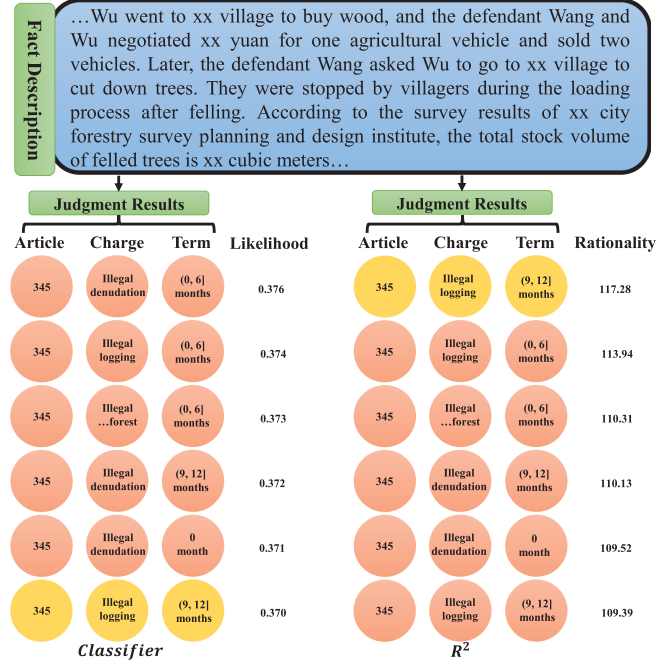 Fact Description
…Wu went to xx village to buy wood, and the defendant Wang and
Wu negotiated xx yuan for one agricultural vehicle and sold two
vehicles. Later, the defendant Wang asked Wu to go to xx village to
cut down trees. They were stopped by villagers during the loading
process after felling. According to the survey results of xx city
forestry survey planning and design institute, the total stock volume
of felled trees is xx cubic meters…
Judgment Results
Article Charge Term Likelihood
345 Illegal denudation (0, 6] months 0.376
345 Illegal logging (0, 6] months 0.374
345 Illegal …forest (0, 6] months 0.373
345 Illegal denudation (9, 12] months 0.372
345 Illegal denudation 0 month 0.371
345 Illegal logging (9, 12] months 0.370
Classifier
Judgment Results
Article Charge Term Rationality
345 Illegal logging (9, 12] months 117.28
345 Illegal logging (0, 6] months 113.94
345 Illegal …forest (0, 6] months 110.31
345 Illegal denudation (9, 12] months 110.13
345 Illegal denudation 0 month 109.52
345 Illegal logging (9, 12] months 109.39
R²